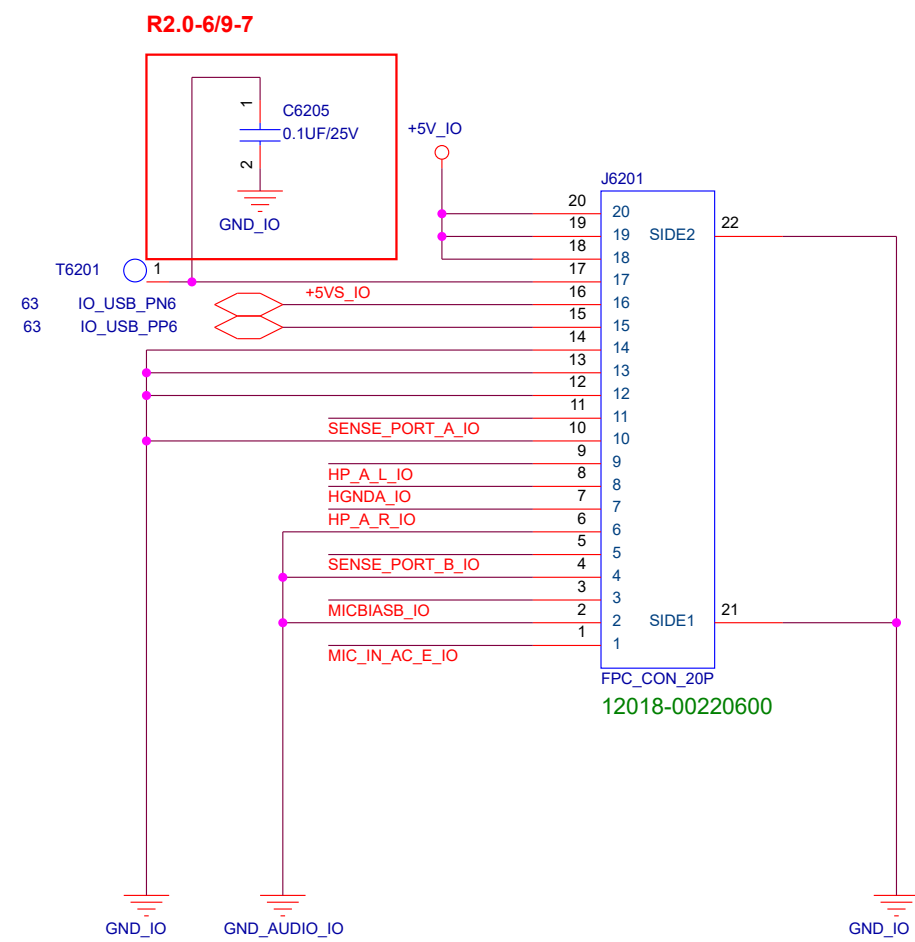 R2.0-6/9-7
1
C6205
0.1UF/25V
2
GND_IO
+5V_IO
J6201
20 20
19 19 SIDE2 22
18 18
T6201 1 17 17
+5VS_IO
63 IO_USB_PN6 16 16
63 IO_USB_PP6 15 15
14 14
13 13
12 12
11 11
SENSE_PORT_A_IO
10 10
9 9
HP_A_L_IO
8 8
HGNDA_IO
7 7
HP_A_R_IO
6 6
5 5
SENSE_PORT_B_IO
4 4
3 3
MICBIASB_IO
2 2 SIDE1 21
1 1
MIC_IN_AC_E_IO
FPC_CON_20P
12018-00220600
GND_IO GND_AUDIO_IO GND_IO